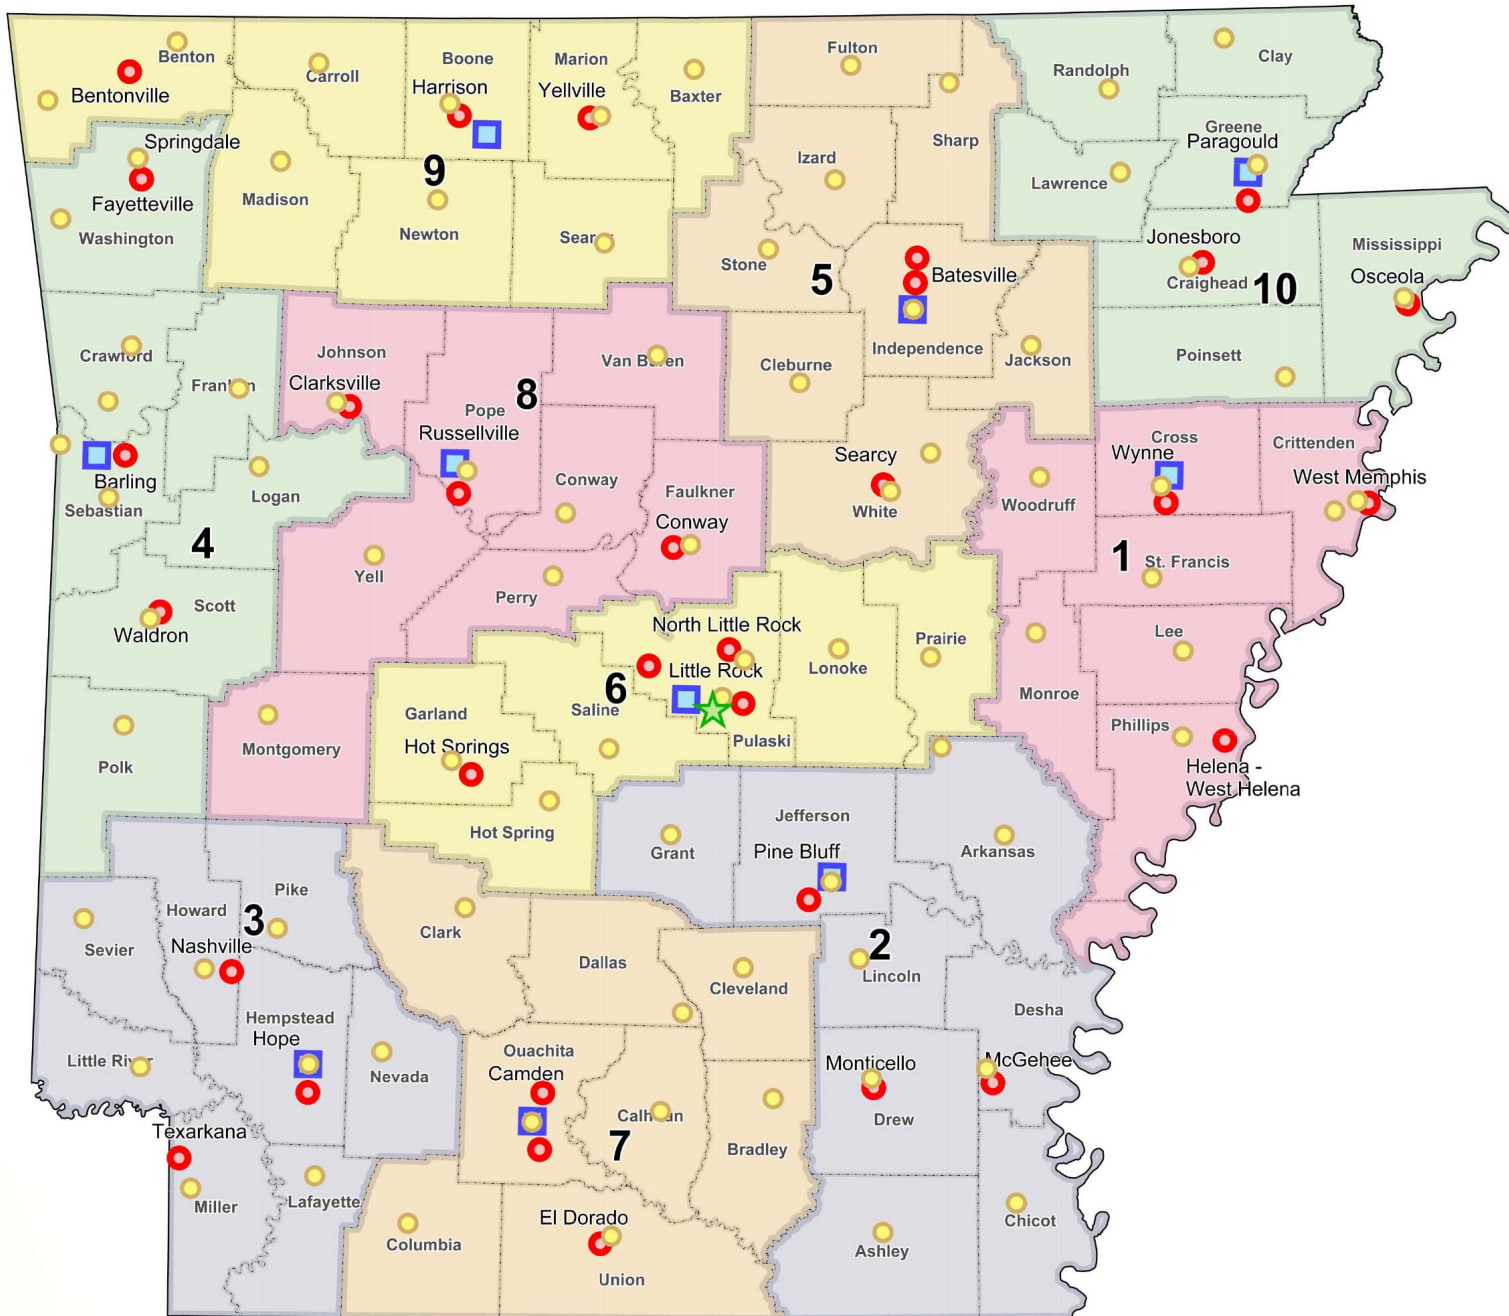 Benton
Bentonville
Carroll
Boone
Harrison
Marion
Yellville
Baxter
Springdale
Fayetteville
Washington
Madison
9
Newton
Fulton
Sharp
Izard
Stone
5
Batesville
Independence
Jackson
Cleburne
Searcy
White
Randolph
Clay
Greene
Paragould
Lawrence
Jonesboro
Craighead
10
Mississippi
Osceola
Poinsett
Crawford
Barling
Sebastian
Logan
4
Scott
Waldron
Polk
Johnson
Clarksville
8
Pope
Russellville
Conway
Faulkner
Conway
Yell
Perry
Montgomery
Woodruff
Cross
Wynne
Crittenden
West Memphis
1
St. Francis
Lee
Monroe
Phillips
Helena -
West Helena
North Little Rock
Little Rock
6
Saline
Pulaski
Lonoke
Prairie
Garland
Hot Springs
Hot Spring
Grant
Jefferson
Pine Bluff
Arkansas
2
Lincoln
Desha
Monticello
Drew
McGehee
Ashley
Chicot
Pike
Howard
3
Nashville
Sevier
Hempstead
Hope
Nevada
Texarkana
Miller
Lafayette
Clark
Dallas
Cleveland
Ouachita
Camden
7
Bradley
El Dorado
Union
Columbia